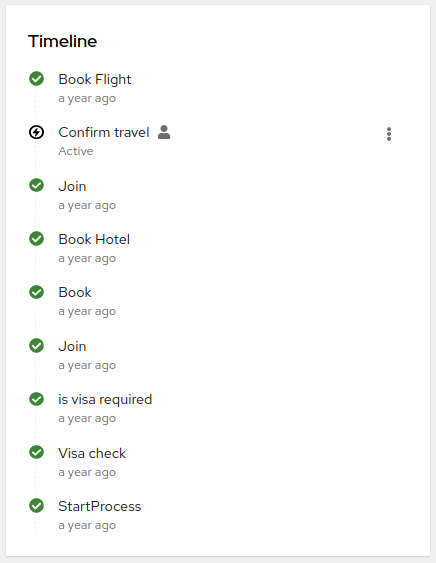 Timeline
Book Flight
a year ago
Confirm travel
Active
Join
a year ago
Book Hotel
a year ago
Book
a year ago
Join
a year ago
is visa required
a year ago
Visa check
a year ago
StartProcess
a year ago